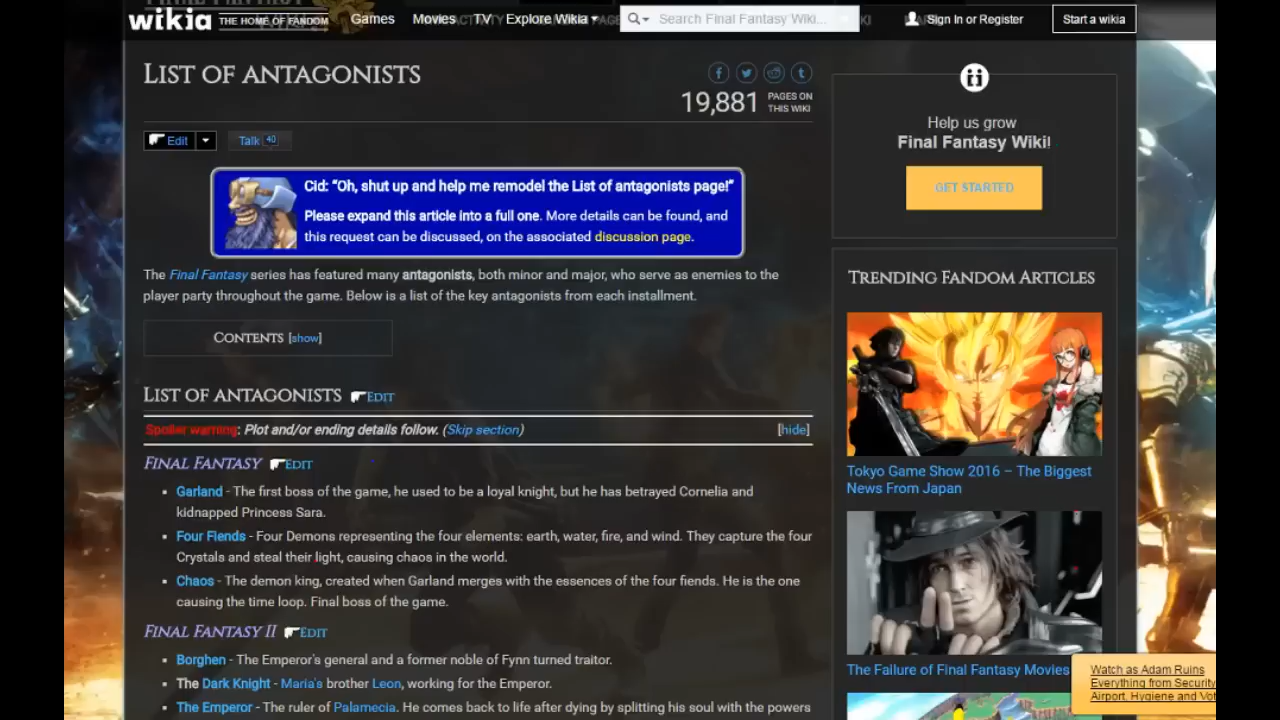 wikia THE HOME OF FANDOM Games Movies TV Explore Wikia Search Final Fantasy Wiki... Sign In or Register Start a wikia
LIST OF ANTAGONISTS
19,881 PAGES ON THIS WIKI
Edit Talk 40
Cid: "Oh, shut up and help me remodel the List of antagonists page!"
Please expand this article into a full one. More details can be found, and
this request can be discussed, on the associated discussion page.
The Final Fantasy series has featured many antagonists, both minor and major, who serve as enemies to the
player party throughout the game. Below is a list of the key antagonists from each installment.
CONTENTS [show]
LIST OF ANTAGONISTS EDIT
Spoiler warning: Plot and/or ending details follow. (Skip section) [hide]
FINAL FANTASY EDIT
Garland - The first boss of the game, he used to be a loyal knight, but he has betrayed Cornelia and
kidnapped Princess Sara.
Four Fiends - Four Demons representing the four elements: earth, water, fire, and wind. They capture the four
Crystals and steal their light, causing chaos in the world.
Chaos - The demon king, created when Garland merges with the essences of the four fiends. He is the one
causing the time loop. Final boss of the game.
FINAL FANTASY II EDIT
Borghen - The Emperor's general and a former noble of Fynn turned traitor.
The Dark Knight - Maria's brother Leon, working for the Emperor.
The Emperor - The ruler of Palamecia. He comes back to life after dying by splitting his soul with the powers
Help us grow
Final Fantasy Wiki!
GET STARTED
TRENDING FANDOM ARTICLES
Tokyo Game Show 2016 – The Biggest
News From Japan
The Failure of Final Fantasy Movies
Watch as Adam Ruins
Everything from Security,
Airport, Hygiene and Vot